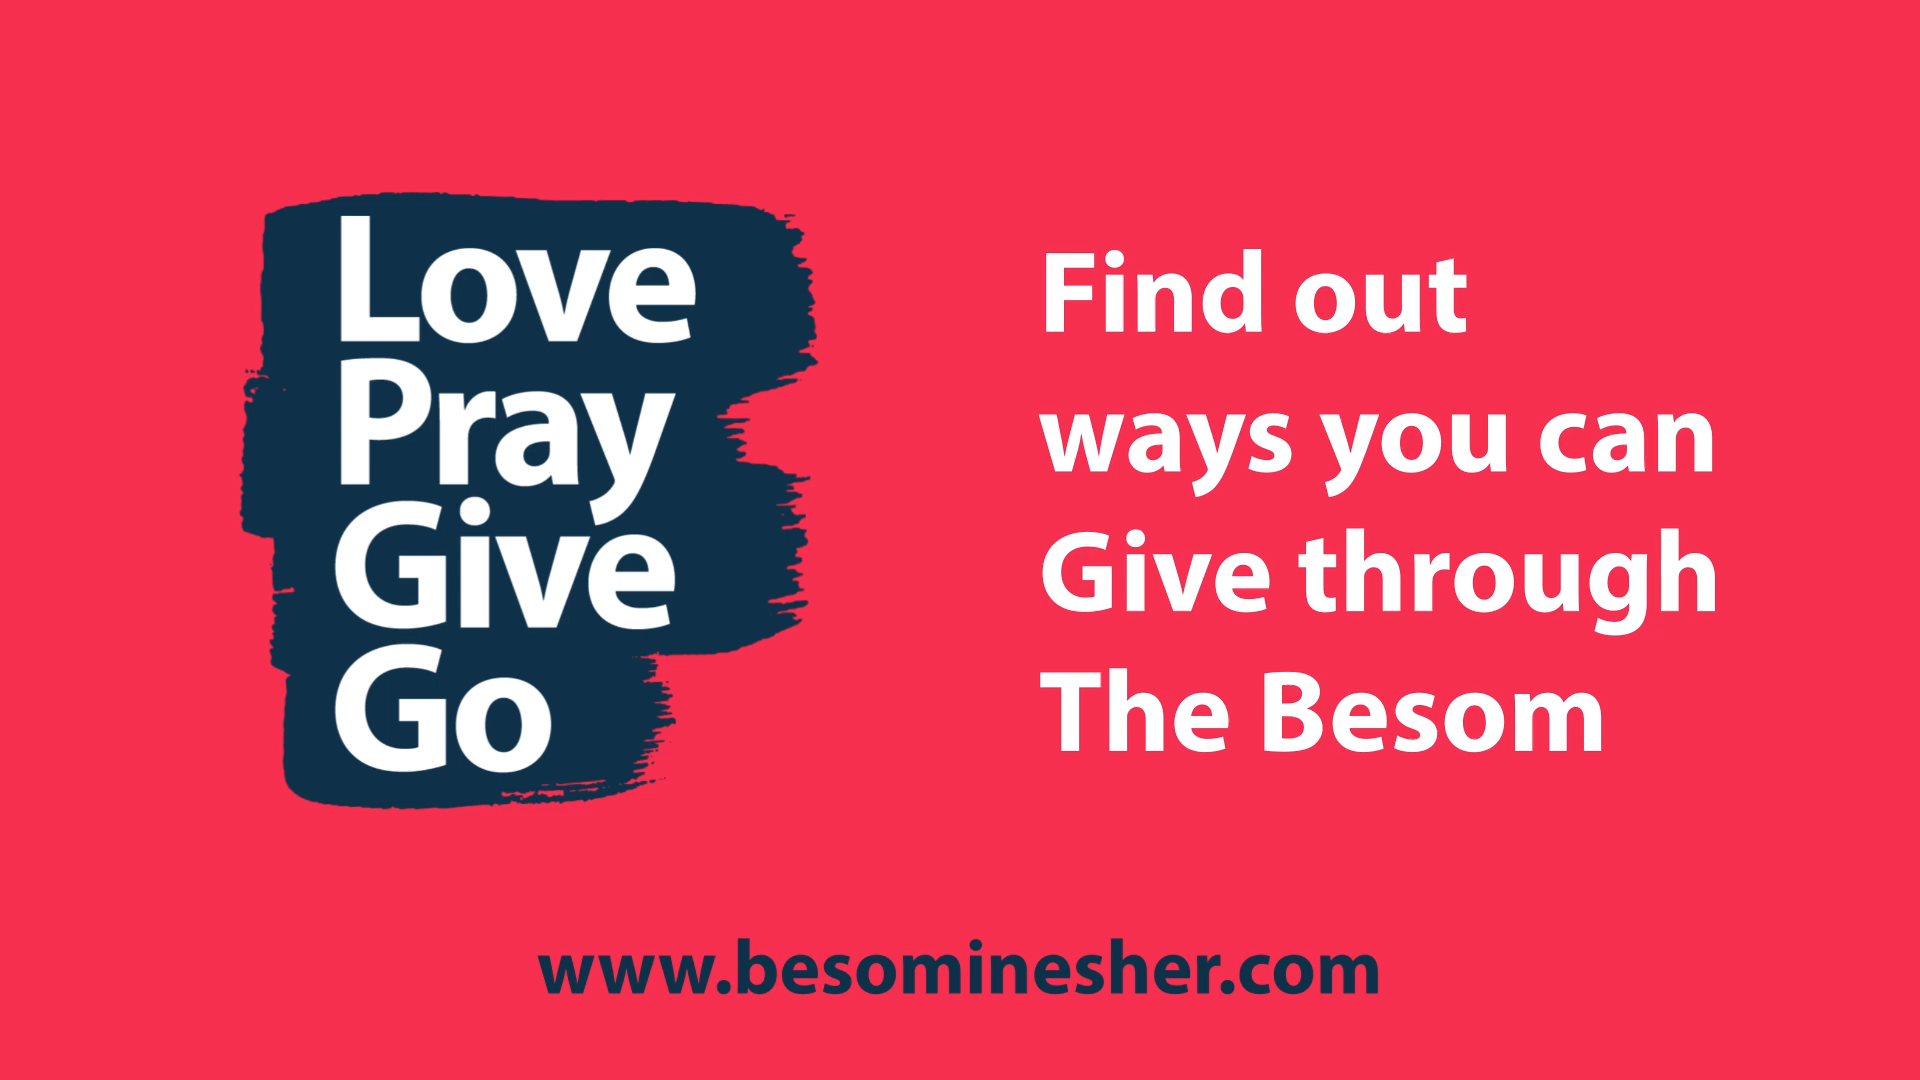 Love
Pray
Give
Go
Find out
ways you can
Give through
The Besom
www.besominesher.com